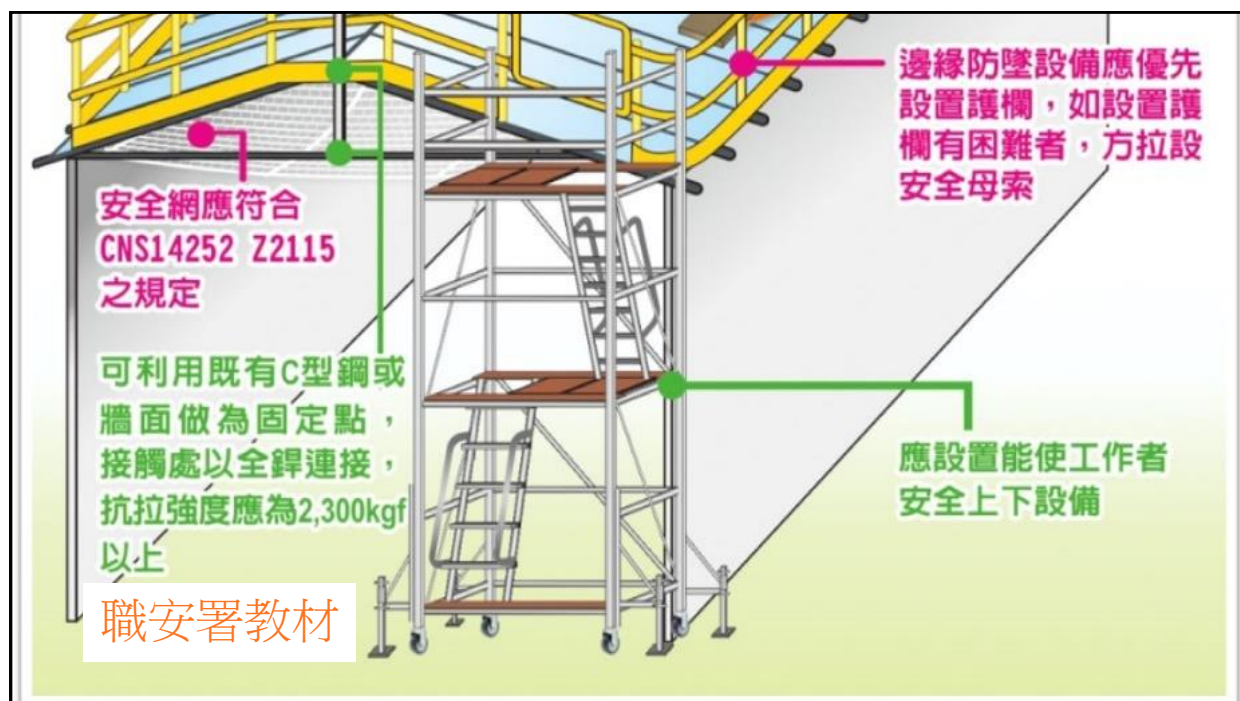 邊緣防墜設備應優先
設置護欄，如設置護
欄有困難者，方拉設
安全母索
安全網應符合
CNS14252 Z2115
之規定
可利用既有C型鋼或
牆面做為固定點，
接觸處以全銲連接，
抗拉強度應為2,300kgf
以上
應設置能使工作者
安全上下設備
職安署教材